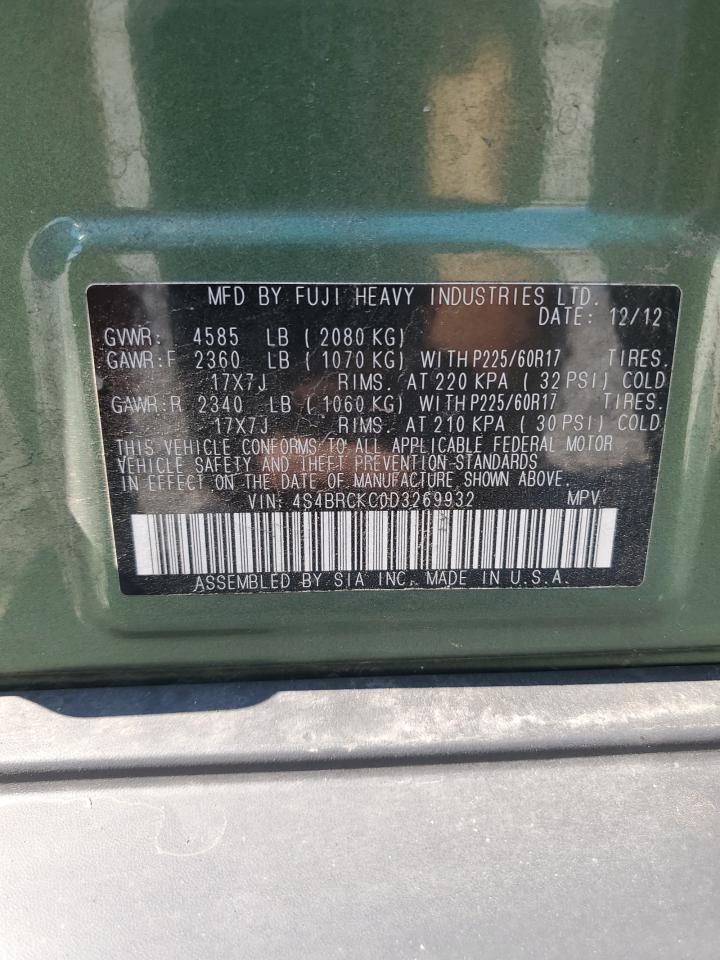 MFD BY FUJI HEAVY INDUSTRIES LTD.
DATE: 12/12
GVWR: 4585 LB ( 2080 KG)
GAWR:F 2360 LB ( 1070 KG) WITH P225/60R17 TIRES.
17X7J RIMS. AT 220 KPA ( 32 PSI) COLD
GAWR:R 2340 LB ( 1060 KG) WITH P225/60R17 TIRES.
17X7J RIMS. AT 210 KPA ( 30 PSI) COLD
THIS VEHICLE CONFORMS TO ALL APPLICABLE FEDERAL MOTOR
VEHICLE SAFETY AND THEFT PREVENTION STANDARDS
IN EFFECT ON THE DATE OF MANUFACTURE SHOWN ABOVE.
VIN: 4S4BRCKC0D3269932 MPV
ASSEMBLED BY SIA INC. MADE IN U.S.A.